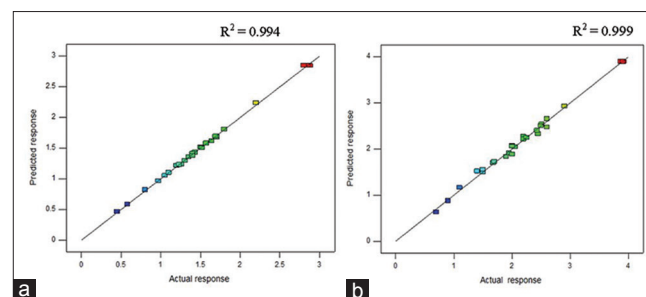 R² = 0.994
Predicted response
3
2.5
2
1.5
1
0.5
0
0 0.5 1 1.5 2 2.5 3
Actual response
a
R² = 0.999
Predicted response
4
3
2
1
0
0 1 2 3 4
Actual response
b